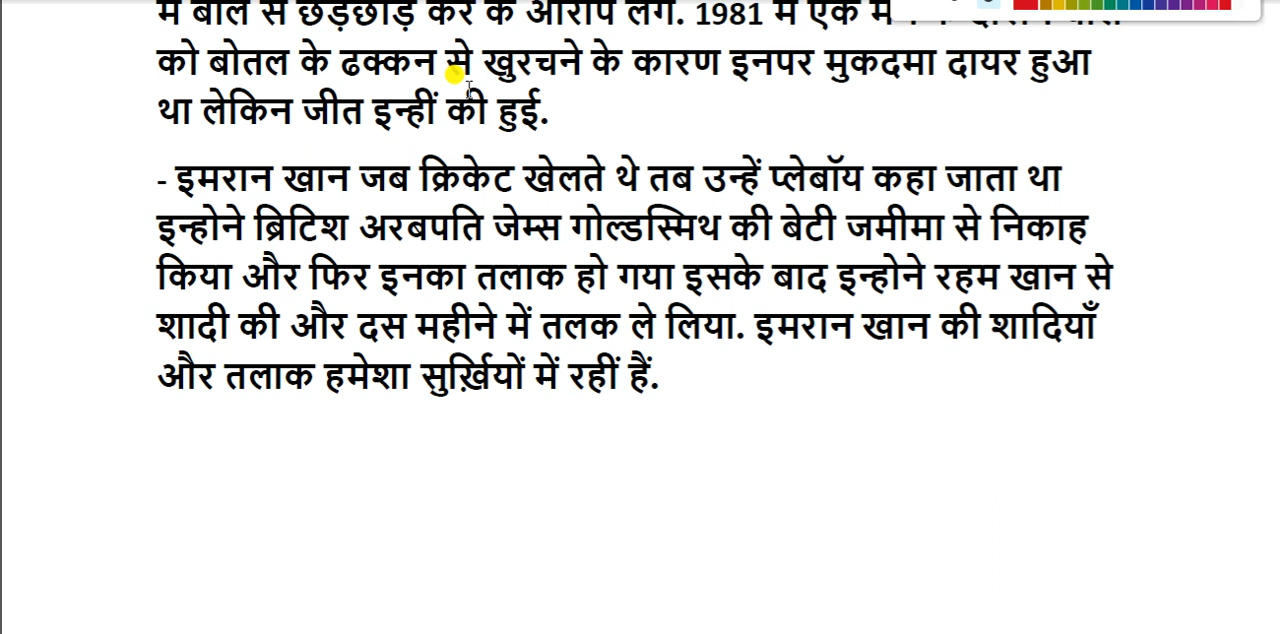 में बॉल से छेड़छाड़ करे के आरोप लगे. 1981 में एक
को बोतल के ढक्कन से खुरचने के कारण इनपर मुकदमा दायर हुआ
था लेकिन जीत इन्हीं की हुई.
- इमरान खान जब क्रिकेट खेलते थे तब उन्हें प्लेबॉय कहा जाता था
इन्होने ब्रिटिश अरबपति जेम्स गोल्डस्मिथ की बेटी जमीमा से निकाह
किया और फिर इनका तलाक हो गया इसके बाद इन्होने रहम खान से
शादी की और दस महीने में तलक ले लिया. इमरान खान की शादियाँ
और तलाक हमेशा सुर्ख़ियों में रहीं हैं.